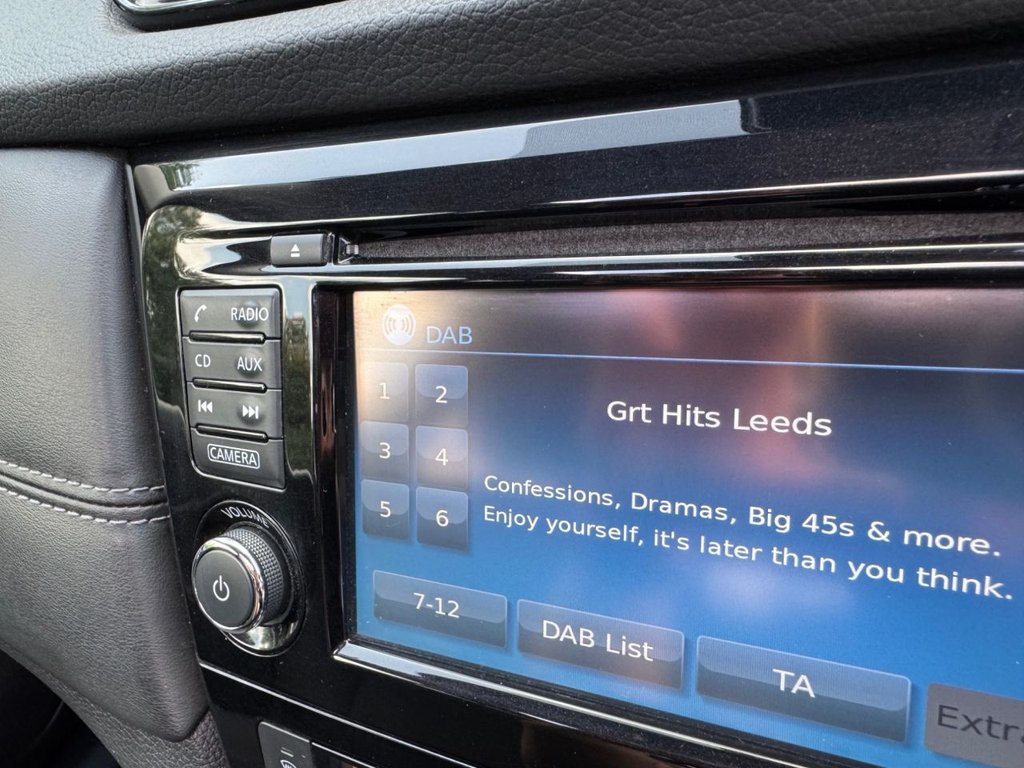 RADIO
CD AUX
CAMERA
VOLUME
DAB
1 2
3 4
5 6
Grt Hits Leeds
Confessions, Dramas, Big 45s & more.
Enjoy yourself, it's later than you think.
7-12
DAB List
TA